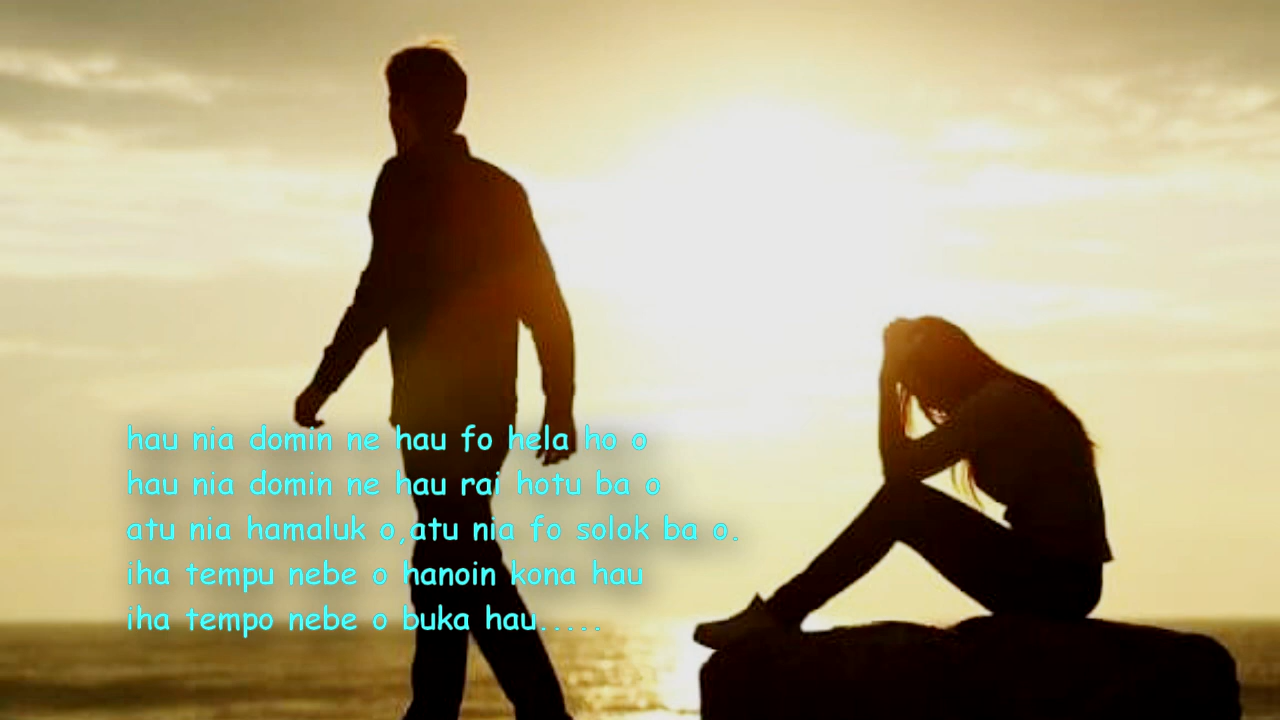 hau nia domin ne hau fo hela ho o
hau nia domin ne hau rai hotu ba o
atu nia hamaluk o,atu nia fo solok ba o.
iha tempu nebe o hanoin kona hau
iha tempo nebe o buka hau.....